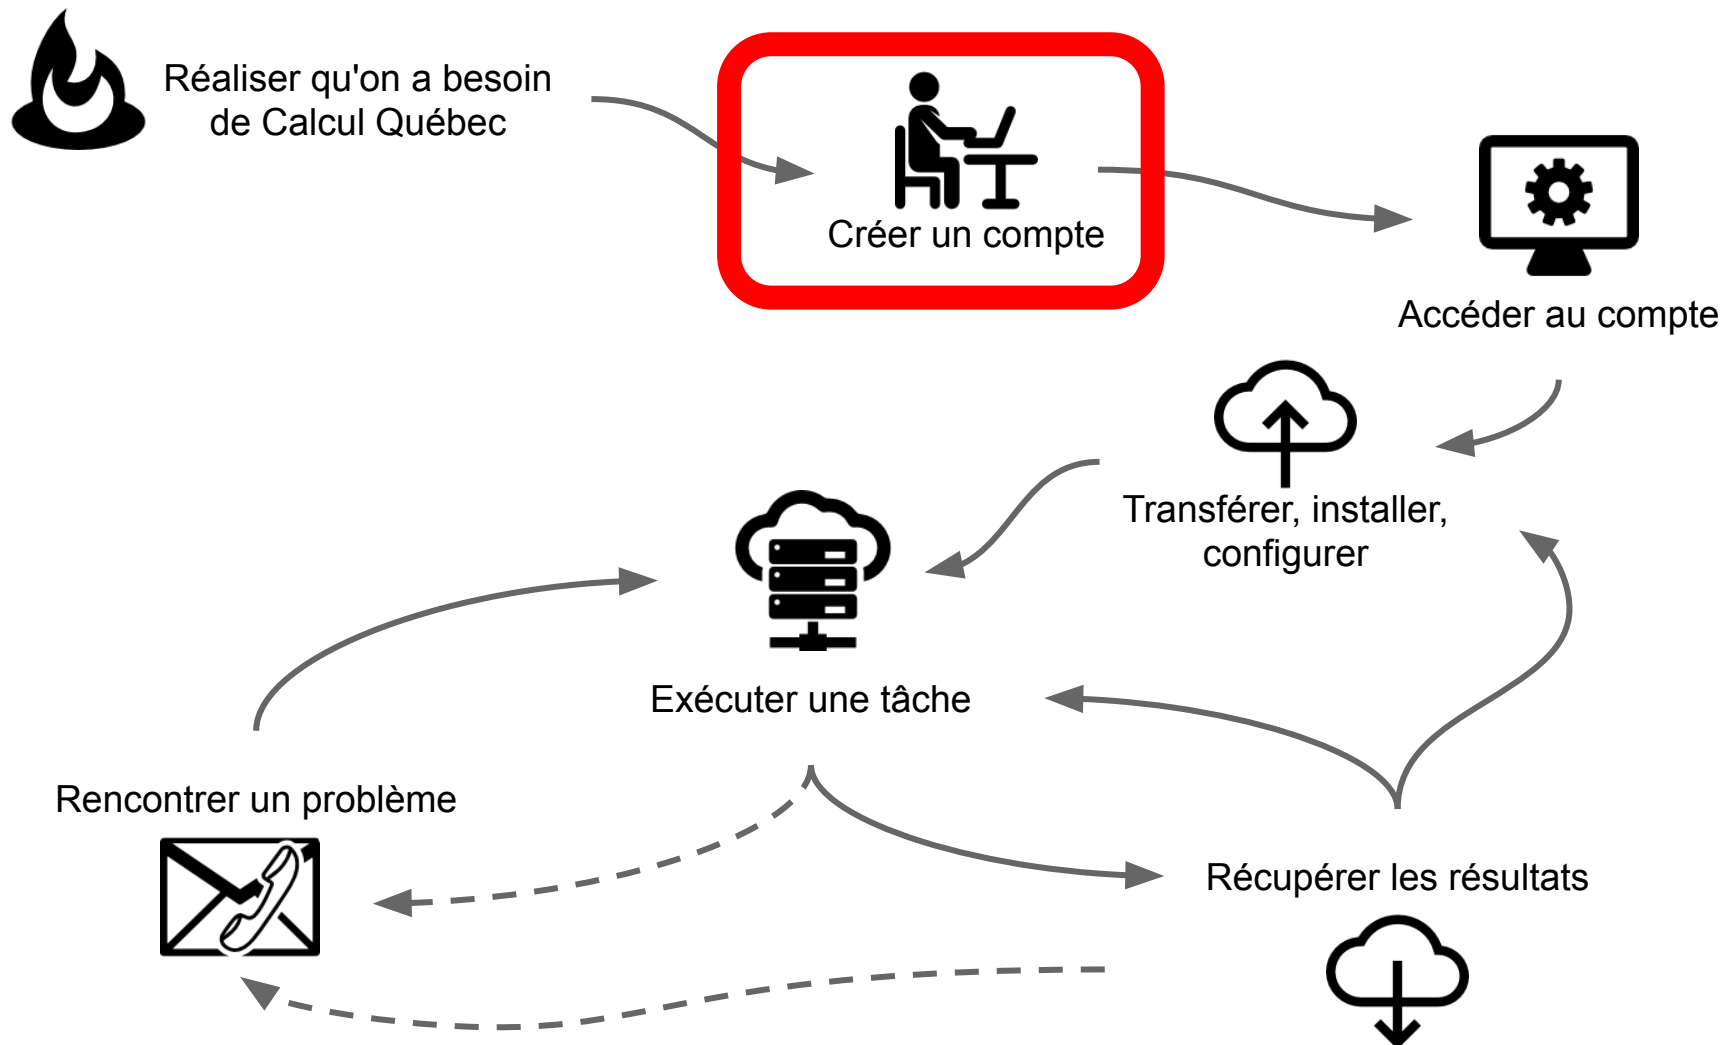 Réaliser qu'on a besoin
de Calcul Québec
Créer un compte
Accéder au compte
Transférer, installer,
configurer
Exécuter une tâche
Rencontrer un problème
Récupérer les résultats